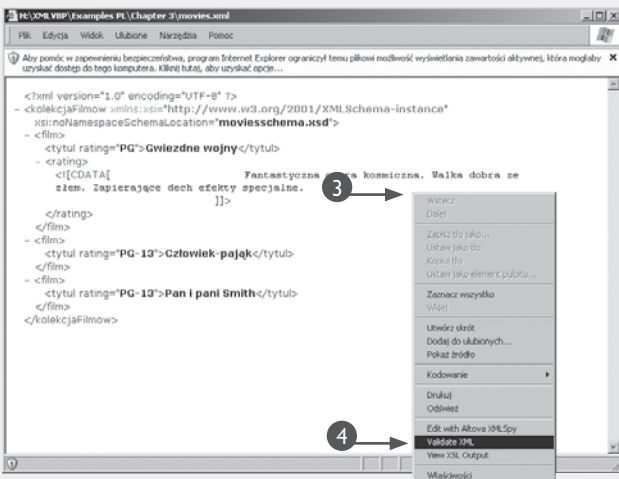 H:\XMLVBP\Examples PL\Chapter 3\movies.xml
Plik Edycja Widok Ulubione Narzędzia Pomoc
Aby pomóc w zapewnieniu bezpieczeństwa, program Internet Explorer ograniczył temu plikowi możliwość wyświetlania zawartości aktywnej, która mogłaby
uzyskać dostęp do tego komputera. Kliknij tutaj, aby uzyskać opcje...
<?xml version="1.0" encoding="UTF-8" ?>
- <kolekcjaFilmow xmlns:xsi="http://www.w3.org/2001/XMLSchema-instance"
xsi:noNamespaceSchemaLocation="moviesschema.xsd">
- <film>
<tytul rating="PG">Gwiezdne wojny</tytul>
- <rating>
<![CDATA[ Fantastyczna kosmiczna. Walka dobra ze
złem. Zapierające dech efekty specjalne.
]]>
</rating>
</film>
- <film>
<tytul rating="PG-13">Człowiek-pająk</tytul>
</film>
- <film>
<tytul rating="PG-13">Pan i pani Smith</tytul>
</film>
</kolekcjaFilmow>
3
Wstecz
Dalej
Zapisz tło jako...
Ustaw jako tło
Kopiuj tło
Ustaw jako element pulpitu...
Zaznacz wszystko
Wklej
Utwórz skrót
Dodaj do ulubionych...
Pokaż źródło
Kodowanie
Drukuj
Odśwież
Edit with Altova XMLSpy
4
Validate XML
View XSL Output
Właściwości